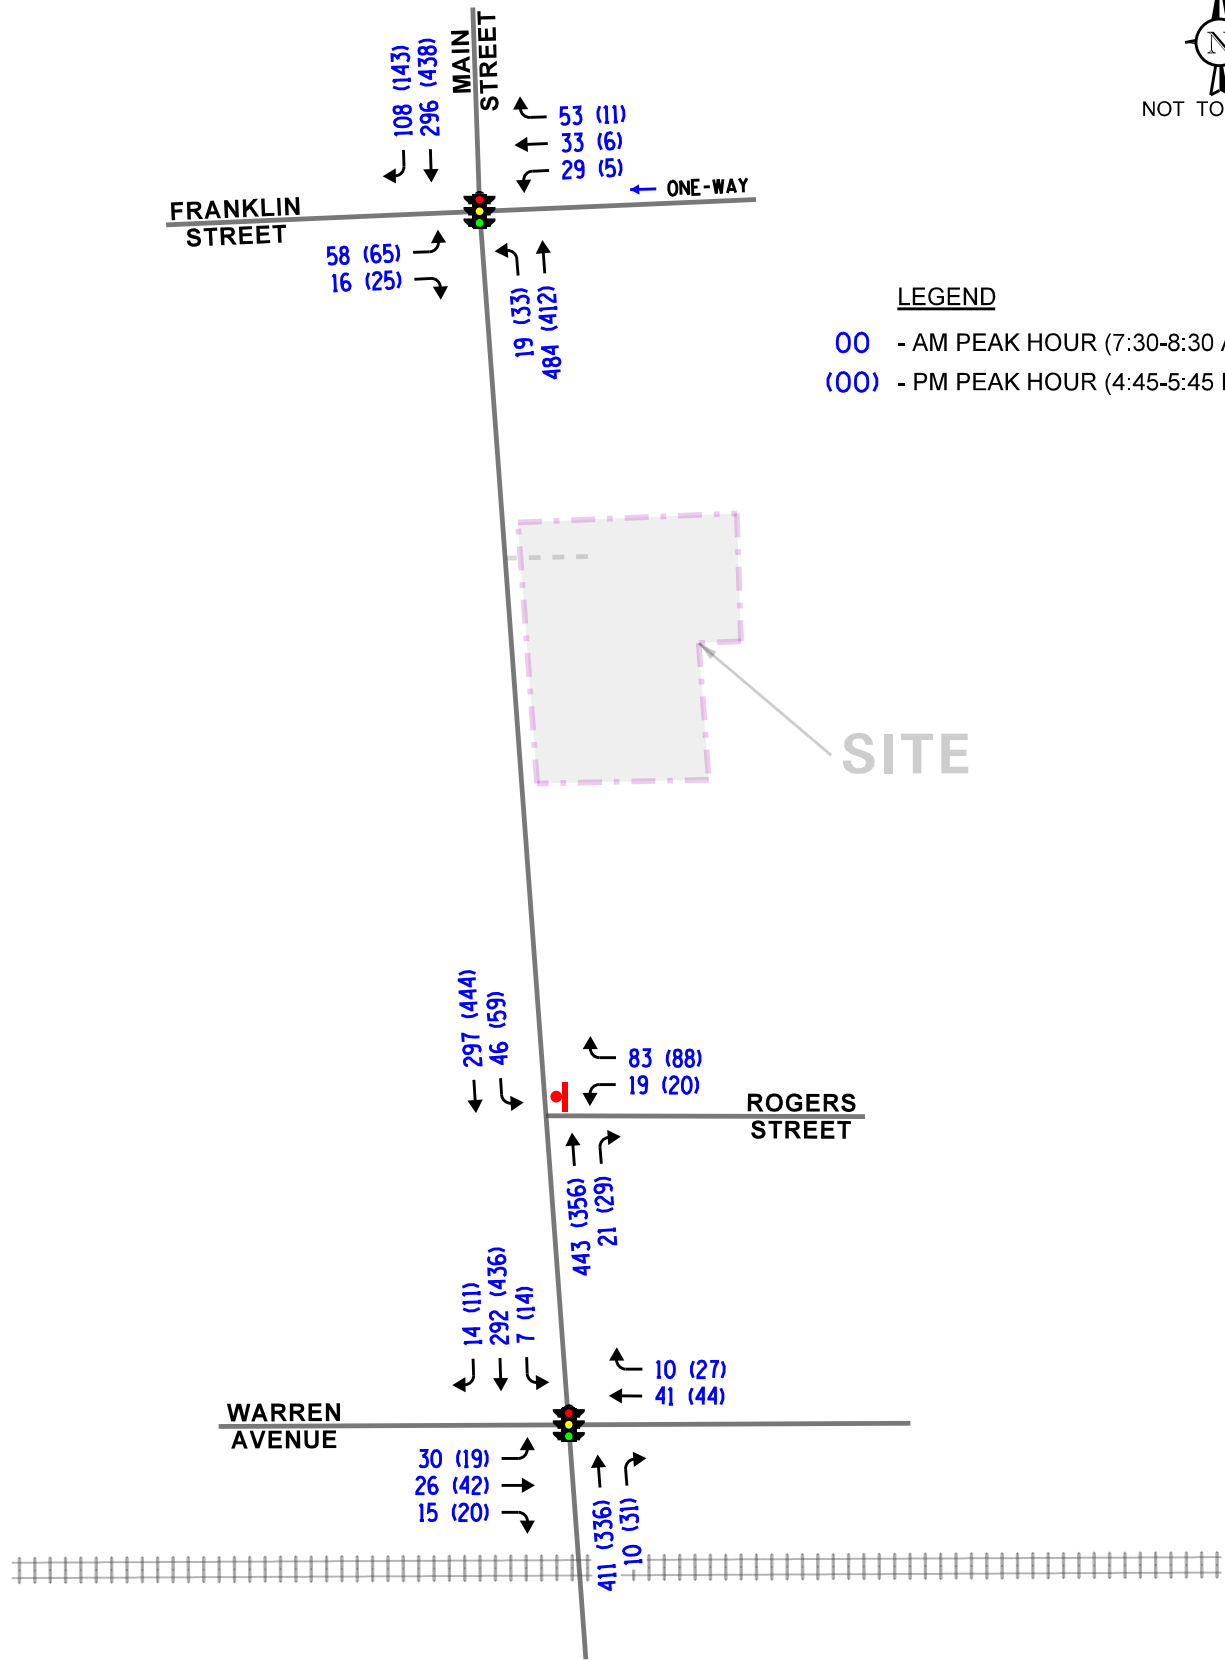 MAIN
STREET
108 (143)
296 (438)
53 (11)
33 (6)
29 (5)
N
NOT TO
ONE-WAY
FRANKLIN
STREET
58 (65)
16 (25)
19 (33)
484 (412)
LEGEND
00 - AM PEAK HOUR (7:30-8:30
(00) - PM PEAK HOUR (4:45-5:45
SITE
297 (444)
46 (59)
83 (88)
19 (20)
ROGERS
STREET
443 (356)
21 (29)
14 (11)
292 (436)
7 (14)
10 (27)
41 (44)
WARREN
AVENUE
30 (19)
26 (42)
15 (20)
411 (336)
10 (31)